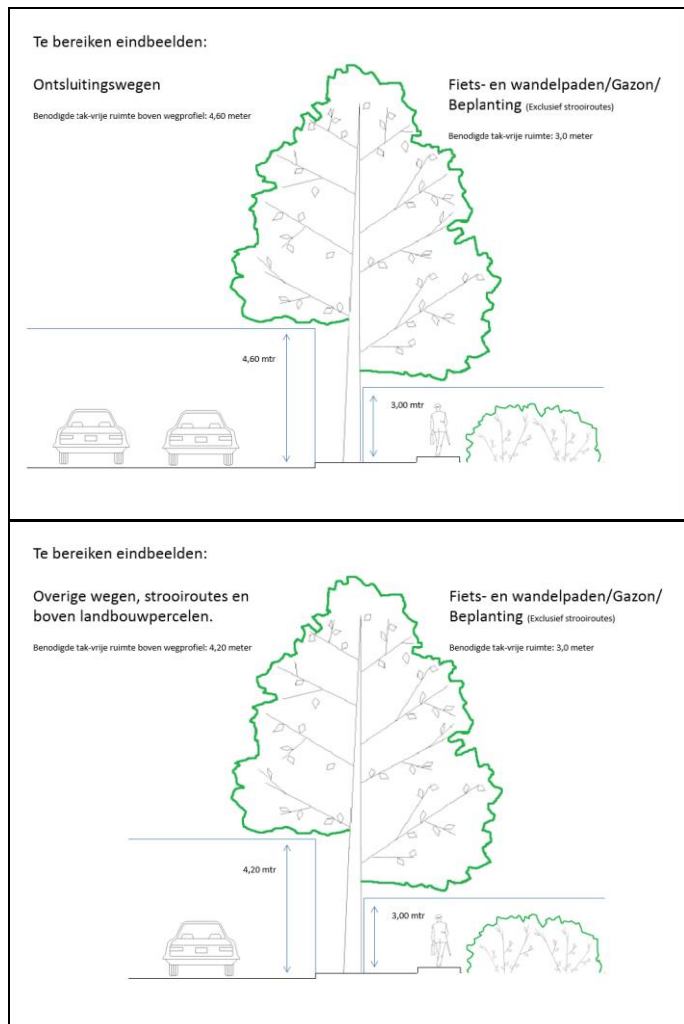 Te bereiken eindbeelden:
Ontsluitingswegen
Benodigde tak-vrije ruimte boven wegprofiel: 4,60 meter
Fiets- en wandelpaden/Gazon/
Beplanting (Exclusief strooiroutes)
Benodigde tak-vrije ruimte: 3,0 meter
4,60 mtr
3,00 mtr
Te bereiken eindbeelden:
Overige wegen, strooiroutes en
boven landbouwpercelen.
Benodigde tak-vrije ruimte boven wegprofiel: 4,20 meter
Fiets- en wandelpaden/Gazon/
Beplanting (Exclusief strooiroutes)
Benodigde tak-vrije ruimte: 3,0 meter
4,20 mtr
3,00 mtr